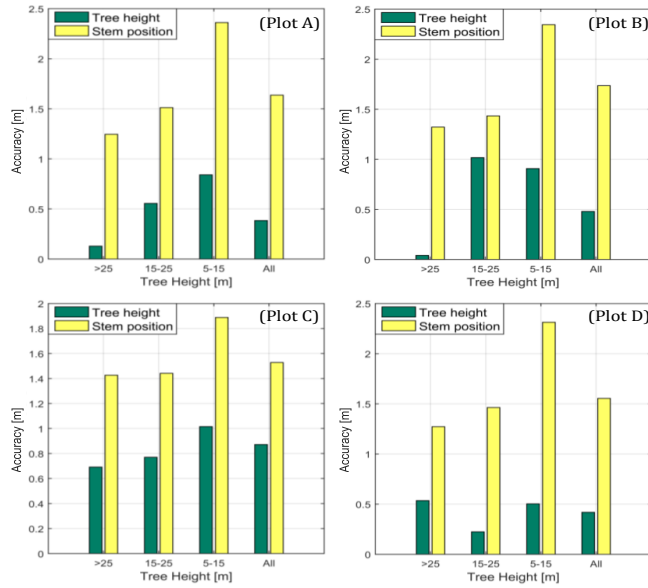 2.5
2
1.5
1
0.5
0
Accuracy [m]
Tree height
Stem position
(Plot A)
>25 15-25 5-15 All
Tree Height [m]
2.5
2
1.5
1
0.5
0
Accuracy [m]
Tree height
Stem position
(Plot B)
>25 15-25 5-15 All
Tree Height [m]
2
1.8
1.6
1.4
1.2
1
0.8
0.6
0.4
0.2
0
Accuracy [m]
Tree height
Stem position
(Plot C)
>25 15-25 5-15 All
Tree Height [m]
2.5
2
1.5
1
0.5
0
Accuracy [m]
Tree height
Stem position
(Plot D)
>25 15-25 5-15 All
Tree Height [m]